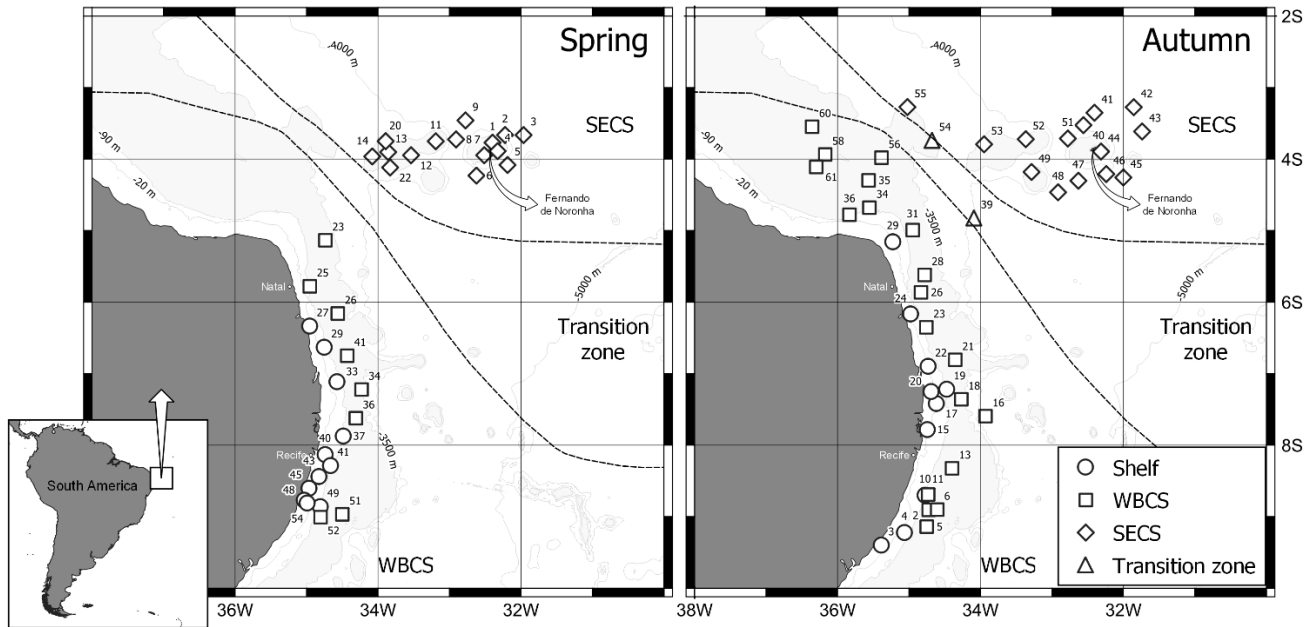 Spring
-4000 m
9
2
3
1
20
11
14
13
8
7
4
5
12
22
6
SECS
-90 m
-20 m
Fernando
de Noronha
23
25
Natal
26
27
29
41
33
34
36
37
40
Recife
41
43
45
48
49
51
54
52
-3500 m
-5000 m
Transition
zone
WBCS
South America
36W
34W
32W
Autumn
2S
-4000 m
55
42
41
60
54
51
43
58
53
52
40
44
56
61
49
47
46
45
48
35
34
36
39
SECS
4S
-90 m
-20 m
Fernando
de Noronha
31
29
-3500 m
28
Natal
26
24
23
6S
-5000 m
Transition
zone
22
21
20
19
18
17
16
15
8S
Recife
13
10
11
6
4
2
3
5
WBCS
Shelf
WBCS
SECS
Transition zone
38W
36W
34W
32W